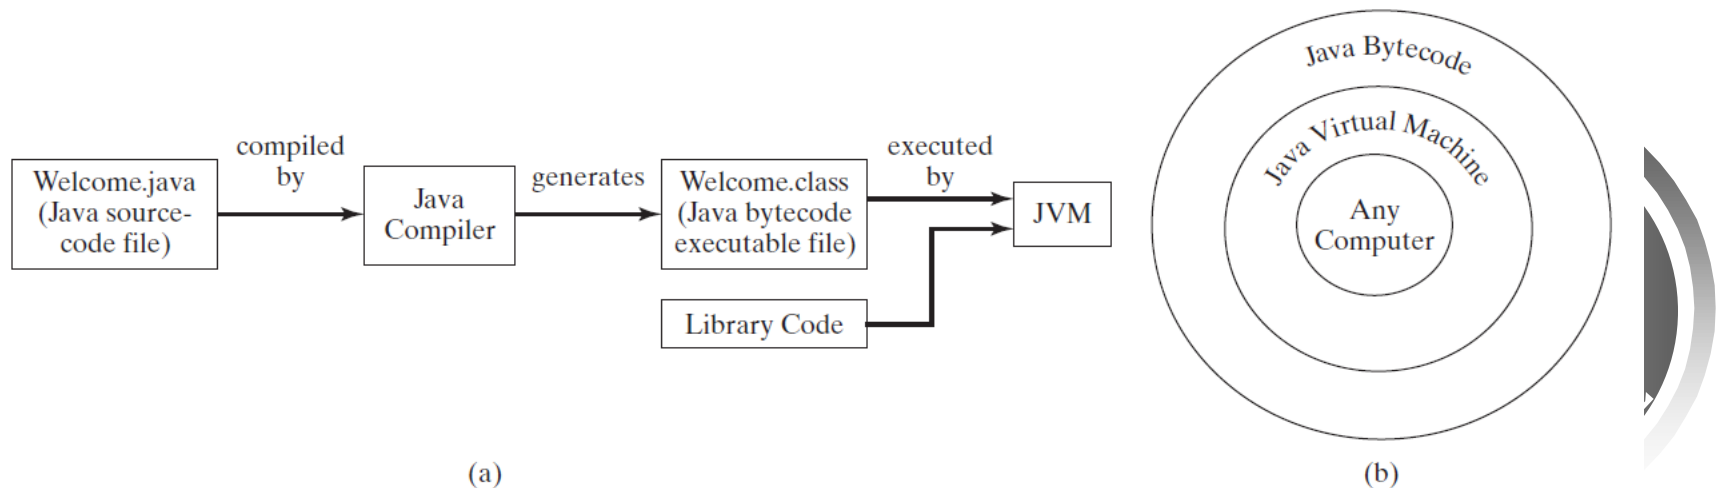 compiled
by
Welcome.java
(Java source-
code file)
Java
Compiler
generates
Welcome.class
(Java bytecode
executable file)
executed
by
JVM
Library Code
(a)
Java Bytecode
Java Virtual Machine
Any
Computer
(b)